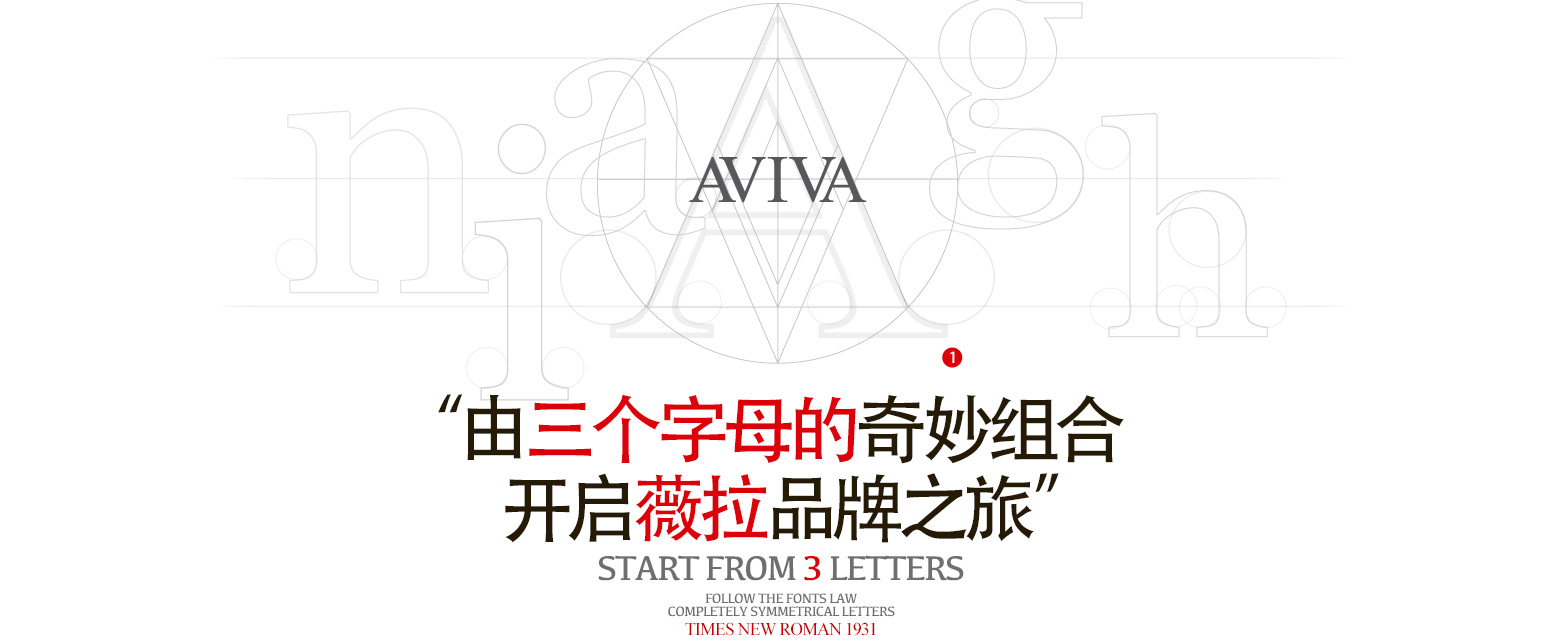 n i a g h
AVIVA
1
“由三个字母的奇妙组合
开启薇拉品牌之旅”
START FROM 3 LETTERS
FOLLOW THE FONTS LAW
COMPLETELY SYMMETRICAL LETTERS
TIMES NEW ROMAN 1931